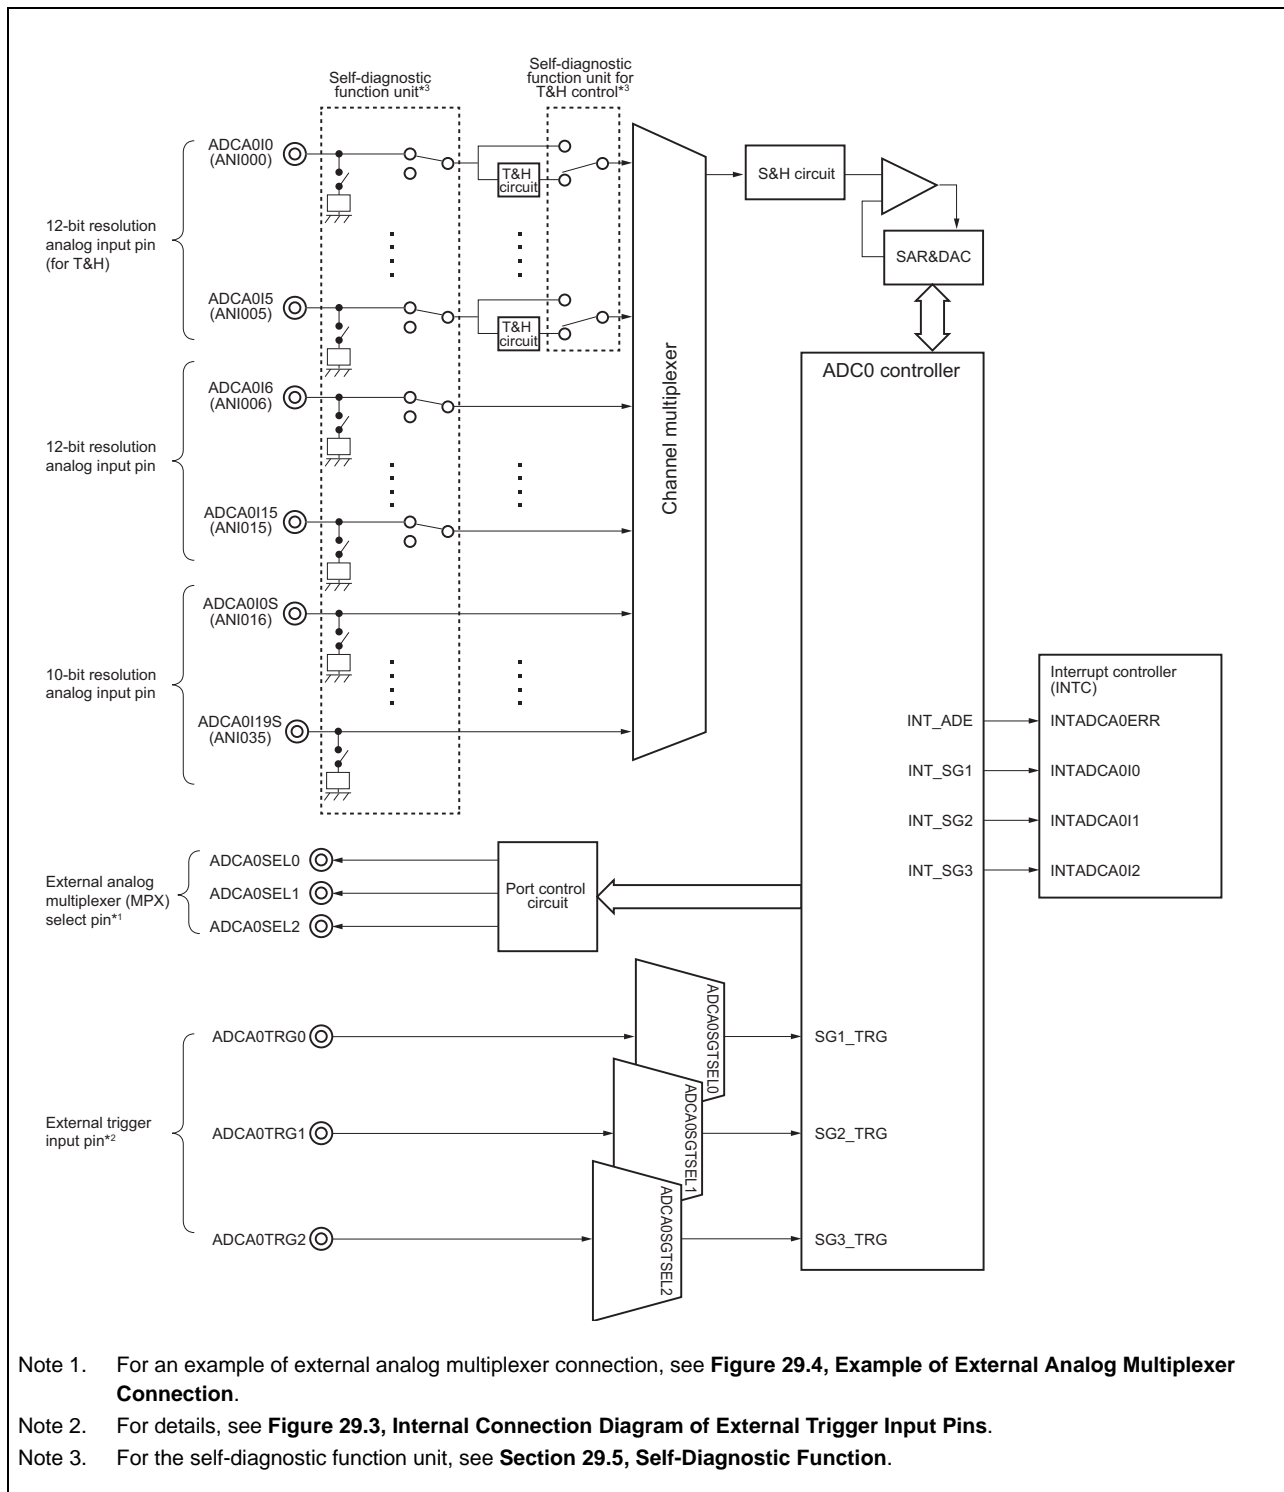 Self-diagnostic
function unit*3
Self-diagnostic
function unit for
T&H control*3
12-bit resolution
analog input pin
(for T&H)
ADCA0I0
(ANI000)
T&H
circuit
ADCA0I5
(ANI005)
T&H
circuit
12-bit resolution
analog input pin
ADCA0I6
(ANI006)
ADCA0I15
(ANI015)
10-bit resolution
analog input pin
ADCA0I0S
(ANI016)
ADCA0I19S
(ANI035)
Channel multiplexer
S&H circuit
SAR&DAC
ADC0 controller
INT_ADE
INT_SG1
INT_SG2
INT_SG3
Interrupt controller
(INTC)
INTADCA0ERR
INTADCA0I0
INTADCA0I1
INTADCA0I2
External analog
multiplexer (MPX)
select pin*1
ADCA0SEL0
ADCA0SEL1
ADCA0SEL2
Port control
circuit
External trigger
input pin*2
ADCA0TRG0
ADCA0TRG1
ADCA0TRG2
ADCA0SGTSEL0
ADCA0SGTSEL1
ADCA0SGTSEL2
SG1_TRG
SG2_TRG
SG3_TRG
Note 1. For an example of external analog multiplexer connection, see Figure 29.4, Example of External Analog Multiplexer
Connection.
Note 2. For details, see Figure 29.3, Internal Connection Diagram of External Trigger Input Pins.
Note 3. For the self-diagnostic function unit, see Section 29.5, Self-Diagnostic Function.